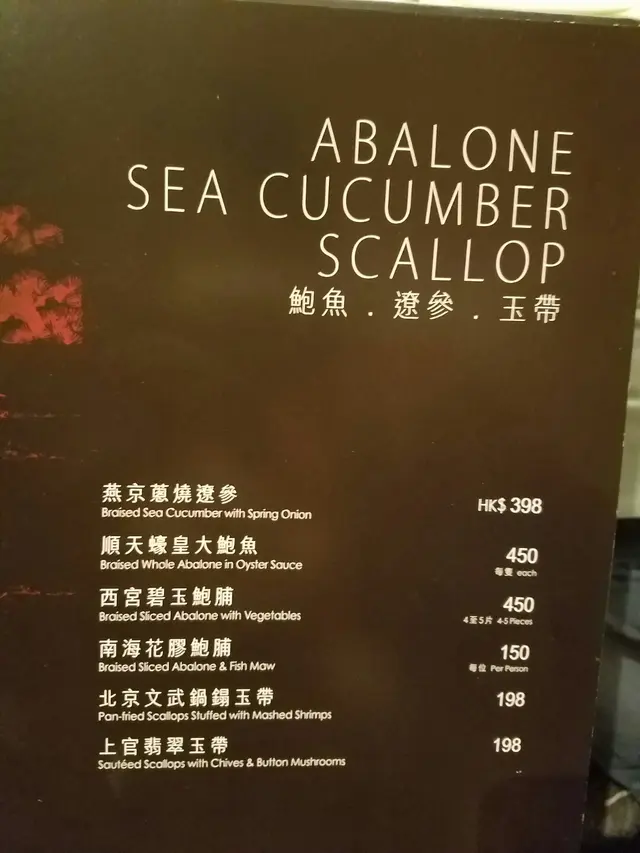 ABALONE
SEA CUCUMBER
SCALLOP
鮑魚 . 遼參 . 玉帶
燕京蔥燒遼參
HK$ 398
Braised Sea Cucumber with Spring Onion
順天蠔皇大鮑魚
450
Braised Whole Abalone in Oyster Sauce
每隻 each
西宮碧玉鮑脯
450
Braised Sliced Abalone with Vegetables
4至5片 4-5 Pieces
南海花膠鮑脯
150
Braised Sliced Abalone & Fish Maw
每位 Per Person
北京文武鍋鎉玉帶
198
Pan-fried Scallops Stuffed with Mashed Shrimps
上官翡翠玉帶
198
Sautéed Scallops with Chives & Button Mushrooms